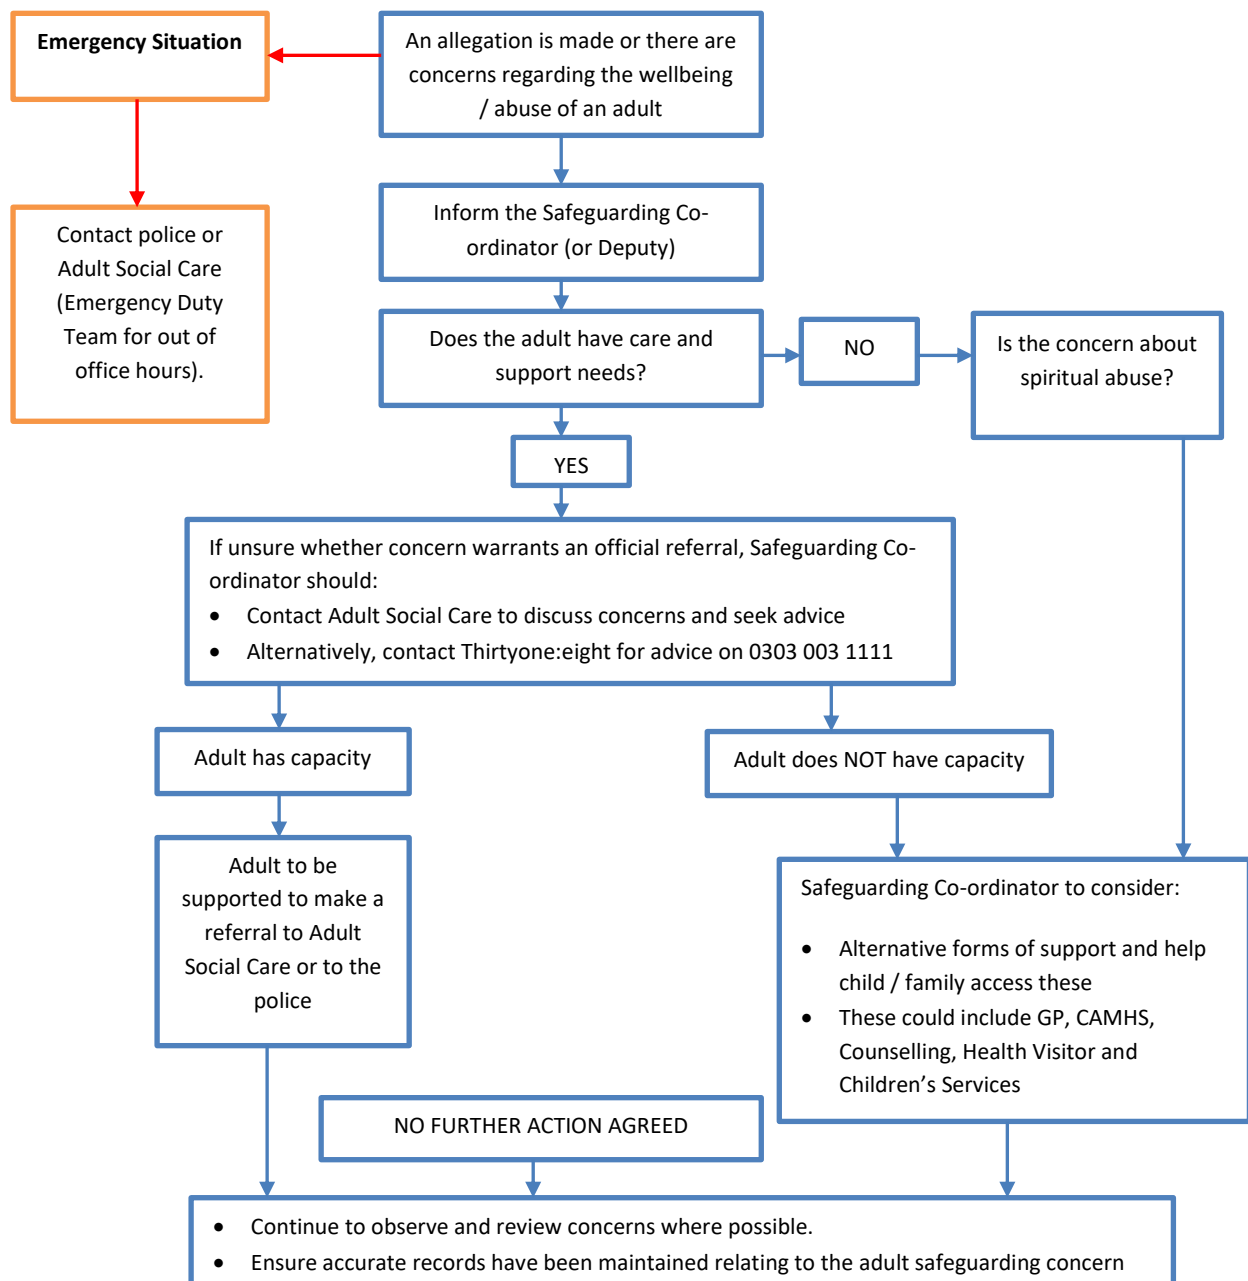 Emergency Situation
An allegation is made or there are
concerns regarding the wellbeing
/ abuse of an adult
Contact police or
Adult Social Care
(Emergency Duty
Team for out of
office hours).
Inform the Safeguarding Co-
ordinator (or Deputy)
Does the adult have care and
support needs?
NO
Is the concern about
spiritual abuse?
YES
If unsure whether concern warrants an official referral, Safeguarding Co-
ordinator should:
• Contact Adult Social Care to discuss concerns and seek advice
• Alternatively, contact Thirtyone:eight for advice on 0303 003 1111
Adult has capacity
Adult does NOT have capacity
Adult to be
supported to make a
referral to Adult
Social Care or to the
police
Safeguarding Co-ordinator to consider:
• Alternative forms of support and help
child / family access these
• These could include GP, CAMHS,
Counselling, Health Visitor and
Children’s Services
NO FURTHER ACTION AGREED
• Continue to observe and review concerns where possible.
• Ensure accurate records have been maintained relating to the adult safeguarding concern